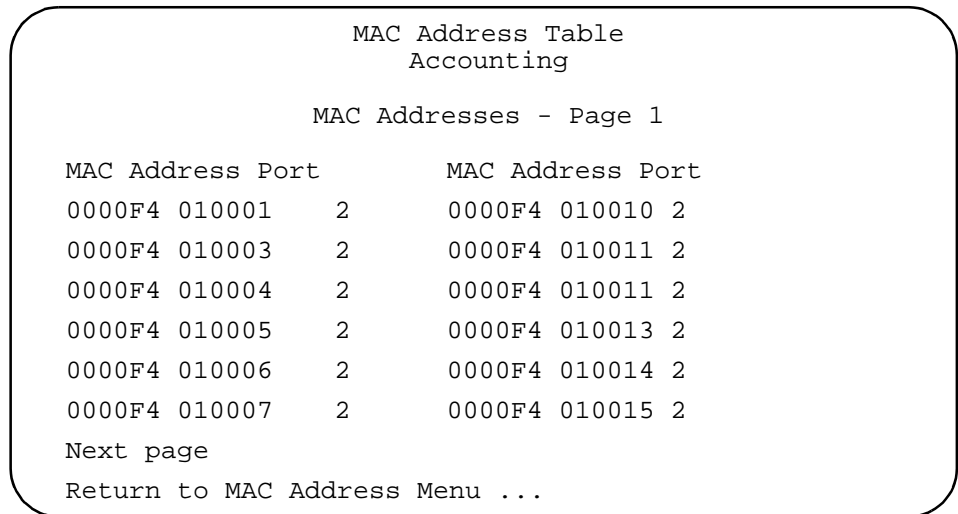 MAC Address Table
Accounting
MAC Addresses - Page 1
MAC Address Port MAC Address Port
0000F4 010001 2 0000F4 010010 2
0000F4 010003 2 0000F4 010011 2
0000F4 010004 2 0000F4 010011 2
0000F4 010005 2 0000F4 010013 2
0000F4 010006 2 0000F4 010014 2
0000F4 010007 2 0000F4 010015 2
Next page
Return to MAC Address Menu ...